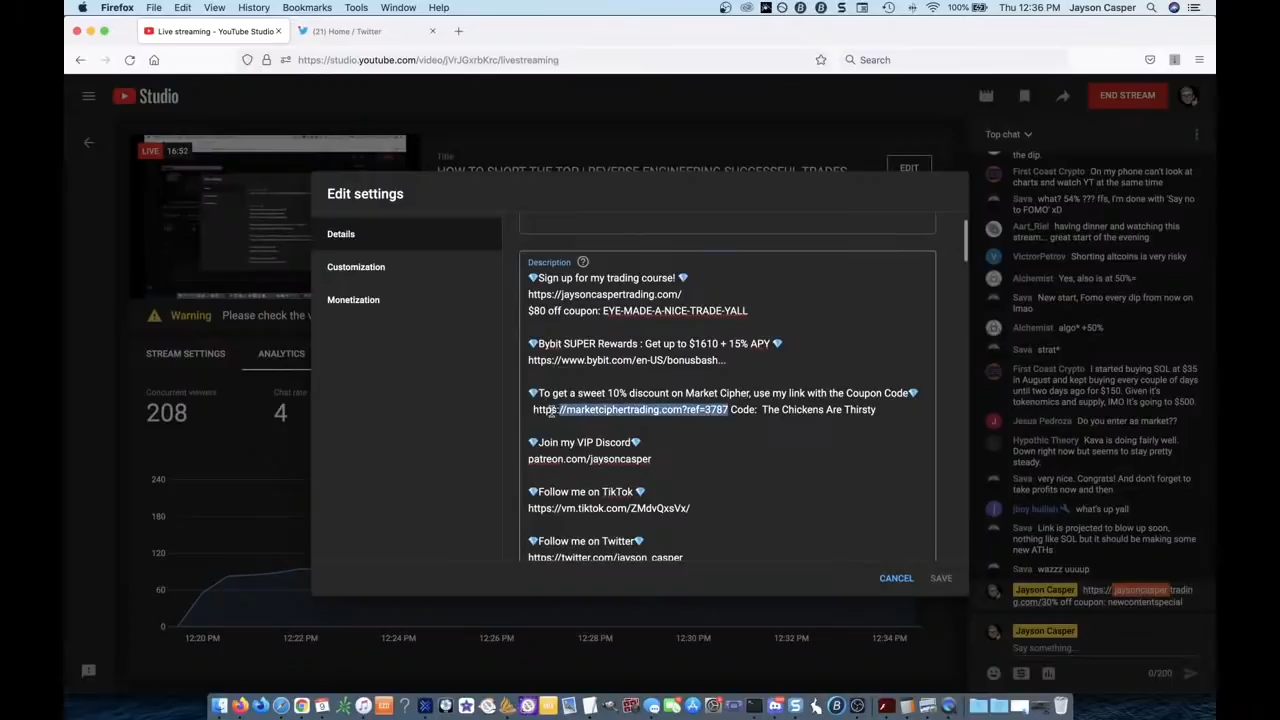 Firefox File Edit View History Bookmarks Tools Window Help
100% Thu 12:36 PM Jayson Casper
Live streaming - YouTube Studio
(21) Home / Twitter
https://studio.youtube.com/video/jVrJGxrbKrc/livestreaming
Search
Studio
END STREAM
LIVE 16:52
Title
HOW TO SHORT THE TOP | REVERSE ENGINEERING SUCCESSFUL TRADES
EDIT
Warning Please check the v
STREAM SETTINGS
ANALYTICS
Concurrent viewers
208
Chat rate
4
240
180
120
60
0
12:20 PM
12:22 PM
12:24 PM
12:26 PM
12:28 PM
12:30 PM
12:32 PM
12:34 PM
Edit settings
Details
Customization
Monetization
Description
💎Sign up for my trading course! 💎
https://jaysoncaspertrading.com/
$80 off coupon: EYE-MADE-A-NICE-TRADE-YALL
💎Bybit SUPER Rewards : Get up to $1610 + 15% APY 💎
https://www.bybit.com/en-US/bonusbash...
💎To get a sweet 10% discount on Market Cipher, use my link with the Coupon Code💎
https://marketciphertrading.com?ref=3787 Code: The Chickens Are Thirsty
💎Join my VIP Discord💎
patreon.com/jaysoncasper
💎Follow me on TikTok 💎
https://vm.tiktok.com/ZMdvQxsVx/
💎Follow me on Twitter💎
https://twitter.com/jayson_casper
CANCEL
SAVE
Top chat
the dip.
First Coast Crypto On my phone can't look at
charts and watch YT at the same time
Sava what? 54% ??? ffs, I'm done with 'Say no
to FOMO' xD
Aart_Riel having dinner and watching this
stream... great start of the evening
VictrorPetrov Shorting altcoins is very risky
Alchemist Yes, also is at 50%=
Sava New start, Fomo every dip from now on
lmao
Alchemist algo* +50%
Sava strat*
First Coast Crypto I started buying SOL at $35
in August and kept buying every couple of days
until two days ago for $150. Given it's
tokenomics and supply, IMO It's going to $500.
Jesus Pedroza Do you enter as market??
Hypothic Theory Kava is doing fairly well.
Down right now but seems to stay pretty
steady.
Sava very nice. Congrats! And don't forget to
take profits now and then
jboy bullish what's up yall
Sava Link is projected to blow up soon,
nothing like SOL but it should be making some
new ATHs
Sava wazzz uuuup
Jayson Casper https://jaysoncaspertradin
g.com/30% off coupon: newcontentspecial
Jayson Casper
Say something...
0/200